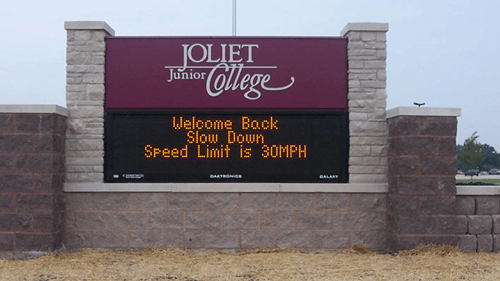 JOLIET
Junior College
Welcome Back
Slow Down
Speed Limit is 30MPH
DAKTRONICS
GALAXY